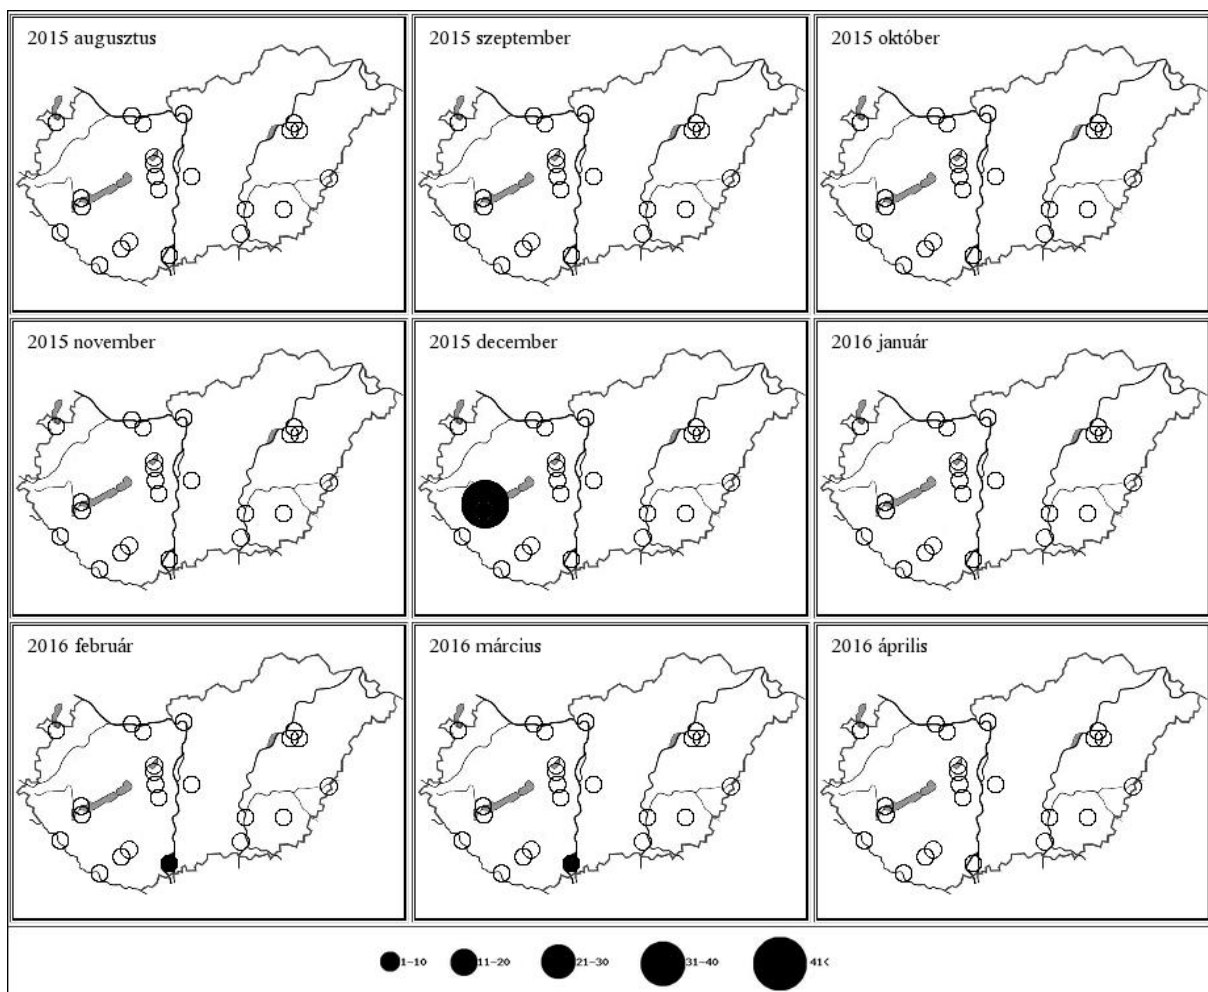 2015 augusztus
2015 szeptember
2015 október
2015 november
2015 december
2016 január
2016 február
2016 március
2016 április
1-10
11-20
21-30
31-40
41<